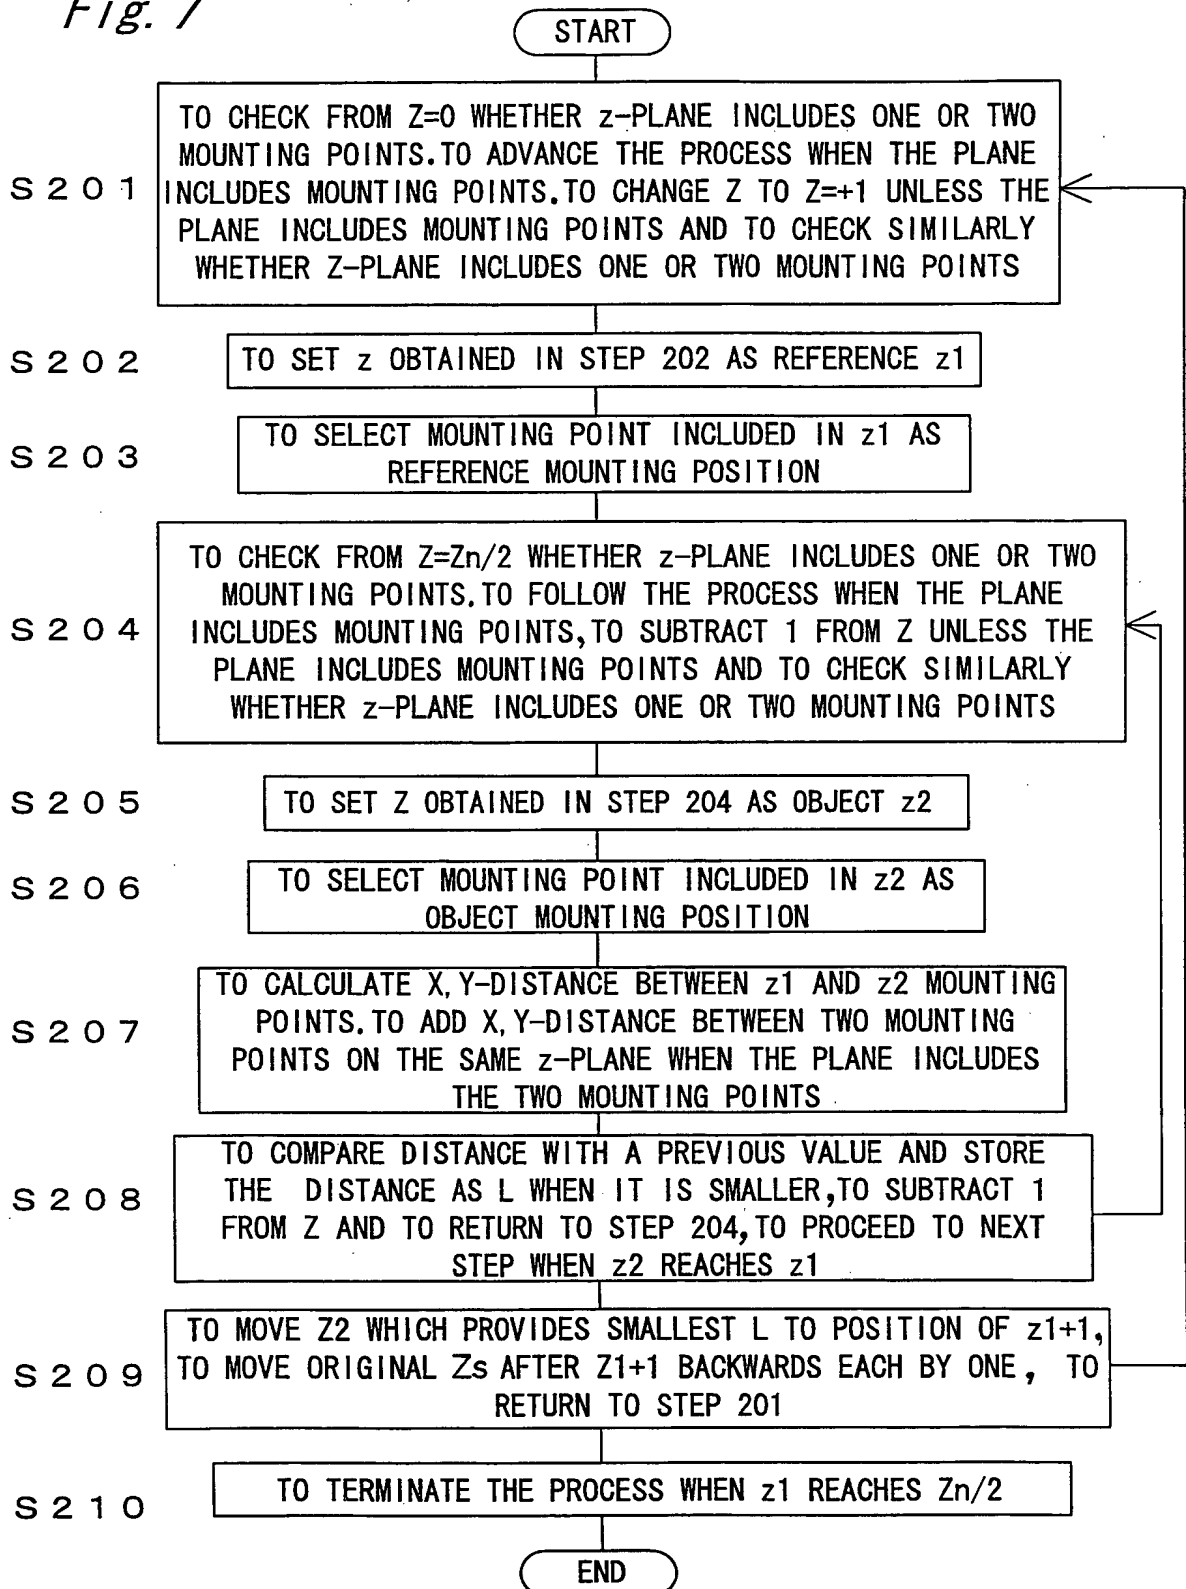 Fig. 7
START
S201
TO CHECK FROM Z=0 WHETHER z-PLANE INCLUDES ONE OR TWO
MOUNTING POINTS.TO ADVANCE THE PROCESS WHEN THE PLANE
INCLUDES MOUNTING POINTS.TO CHANGE Z TO Z=+1 UNLESS THE
PLANE INCLUDES MOUNTING POINTS AND TO CHECK SIMILARLY
WHETHER Z-PLANE INCLUDES ONE OR TWO MOUNTING POINTS
S202
TO SET z OBTAINED IN STEP 202 AS REFERENCE z1
S203
TO SELECT MOUNTING POINT INCLUDED IN z1 AS
REFERENCE MOUNTING POSITION
S204
TO CHECK FROM Z=Zn/2 WHETHER z-PLANE INCLUDES ONE OR TWO
MOUNTING POINTS.TO FOLLOW THE PROCESS WHEN THE PLANE
INCLUDES MOUNTING POINTS,TO SUBTRACT 1 FROM Z UNLESS THE
PLANE INCLUDES MOUNTING POINTS AND TO CHECK SIMILARLY
WHETHER z-PLANE INCLUDES ONE OR TWO MOUNTING POINTS
S205
TO SET Z OBTAINED IN STEP 204 AS OBJECT z2
S206
TO SELECT MOUNTING POINT INCLUDED IN z2 AS
OBJECT MOUNTING POSITION
S207
TO CALCULATE X,Y-DISTANCE BETWEEN z1 AND z2 MOUNTING
POINTS.TO ADD X,Y-DISTANCE BETWEEN TWO MOUNTING
POINTS ON THE SAME z-PLANE WHEN THE PLANE INCLUDES
THE TWO MOUNTING POINTS
S208
TO COMPARE DISTANCE WITH A PREVIOUS VALUE AND STORE
THE DISTANCE AS L WHEN IT IS SMALLER,TO SUBTRACT 1
FROM Z AND TO RETURN TO STEP 204,TO PROCEED TO NEXT
STEP WHEN z2 REACHES z1
S209
TO MOVE Z2 WHICH PROVIDES SMALLEST L TO POSITION OF z1+1,
TO MOVE ORIGINAL Zs AFTER Z1+1 BACKWARDS EACH BY ONE, TO
RETURN TO STEP 201
S210
TO TERMINATE THE PROCESS WHEN z1 REACHES Zn/2
END